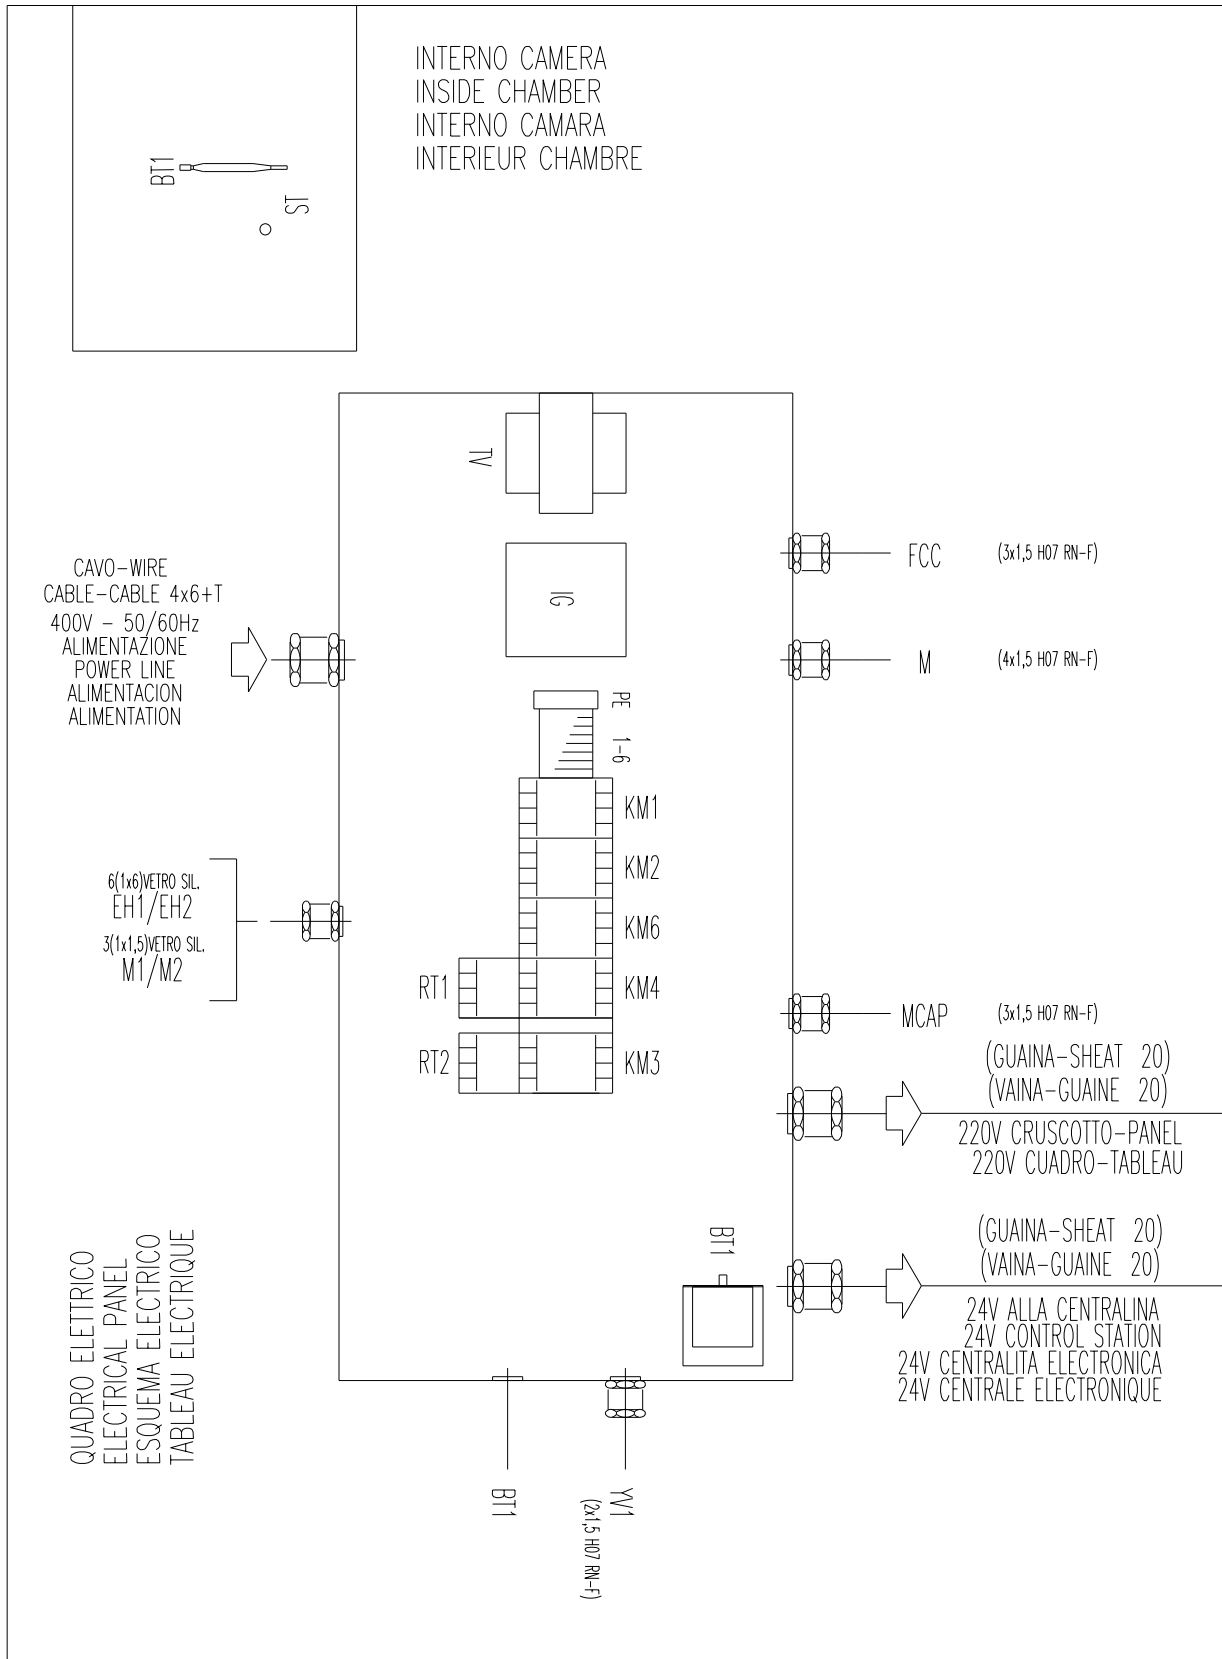 INTERNO CAMERA
INSIDE CHAMBER
INTERNO CAMARA
INTERIEUR CHAMBRE
BT1
TS
TV
IG
CAVO-WIRE
CABLE-CABLE 4x6+T
400V - 50/60Hz
ALIMENTAZIONE
POWER LINE
ALIMENTACION
ALIMENTATION
FCC (3x1,5 H07 RN-F)
M (4x1,5 H07 RN-F)
PE
1-6
KM1
KM2
KM6
RT1 KM4
RT2 KM3
6(1x6)VETRO SIL.
EH1/EH2
3(1x1,5)VETRO SIL.
M1/M2
MCAP (3x1,5 H07 RN-F)
(GUAINA-SHEAT 20)
(VAINA-GUAINE 20)
220V CRUSCOTTO-PANEL
220V CUADRO-TABLEAU
BT1
(GUAINA-SHEAT 20)
(VAINA-GUAINE 20)
24V ALLA CENTRALINA
24V CONTROL STATION
24V CENTRALITA ELECTRONICA
24V CENTRALE ELECTRONIQUE
QUADRO ELETTRICO
ELECTRICAL PANEL
ESQUEMA ELECTRICO
TABLEAU ELECTRIQUE
BT1
YV1
(2x1,5 H07 RN-F)